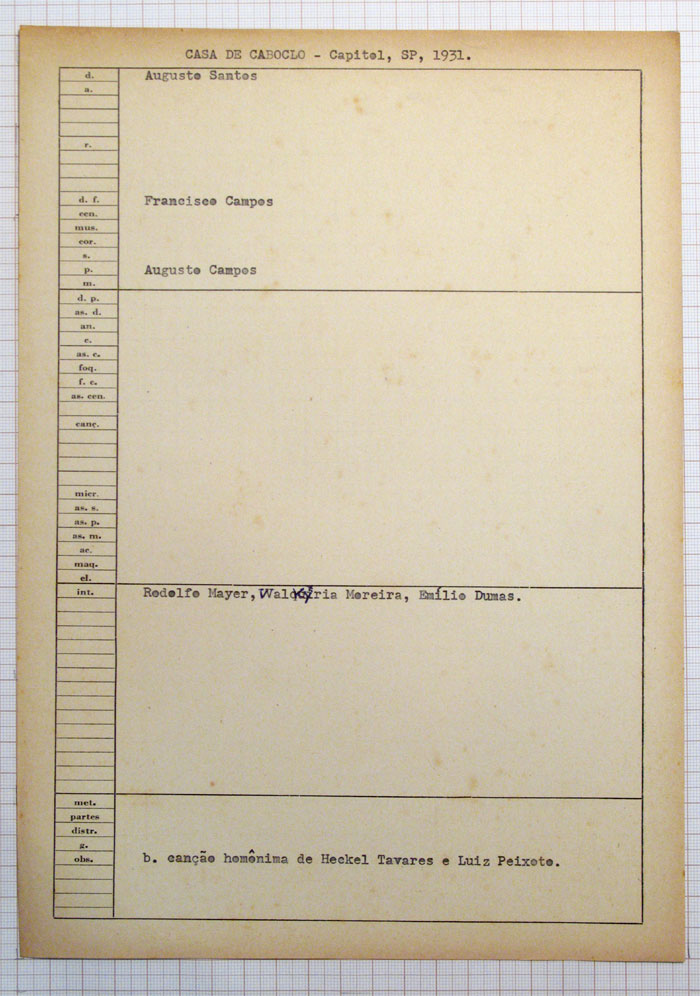 CASA DE CABOCLO - Capitol, SP, 1931.
d. Augusto Santos
a.
r.
d. f. Francisco Campos
cen.
mus.
cor.
s.
p. Augusto Campos
m.
d. p.
as. d.
an.
c.
as. c.
foq.
f. c.
as. cen.
canç.
micr.
as. s.
as. p.
as. m.
ac.
maq.
el.
int. Rodolfo Mayer, Walkyria Moreira, Emílio Dumas.
met.
partes
distr.
g.
obs. b. canção homônima de Heckel Tavares e Luiz Peixoto.